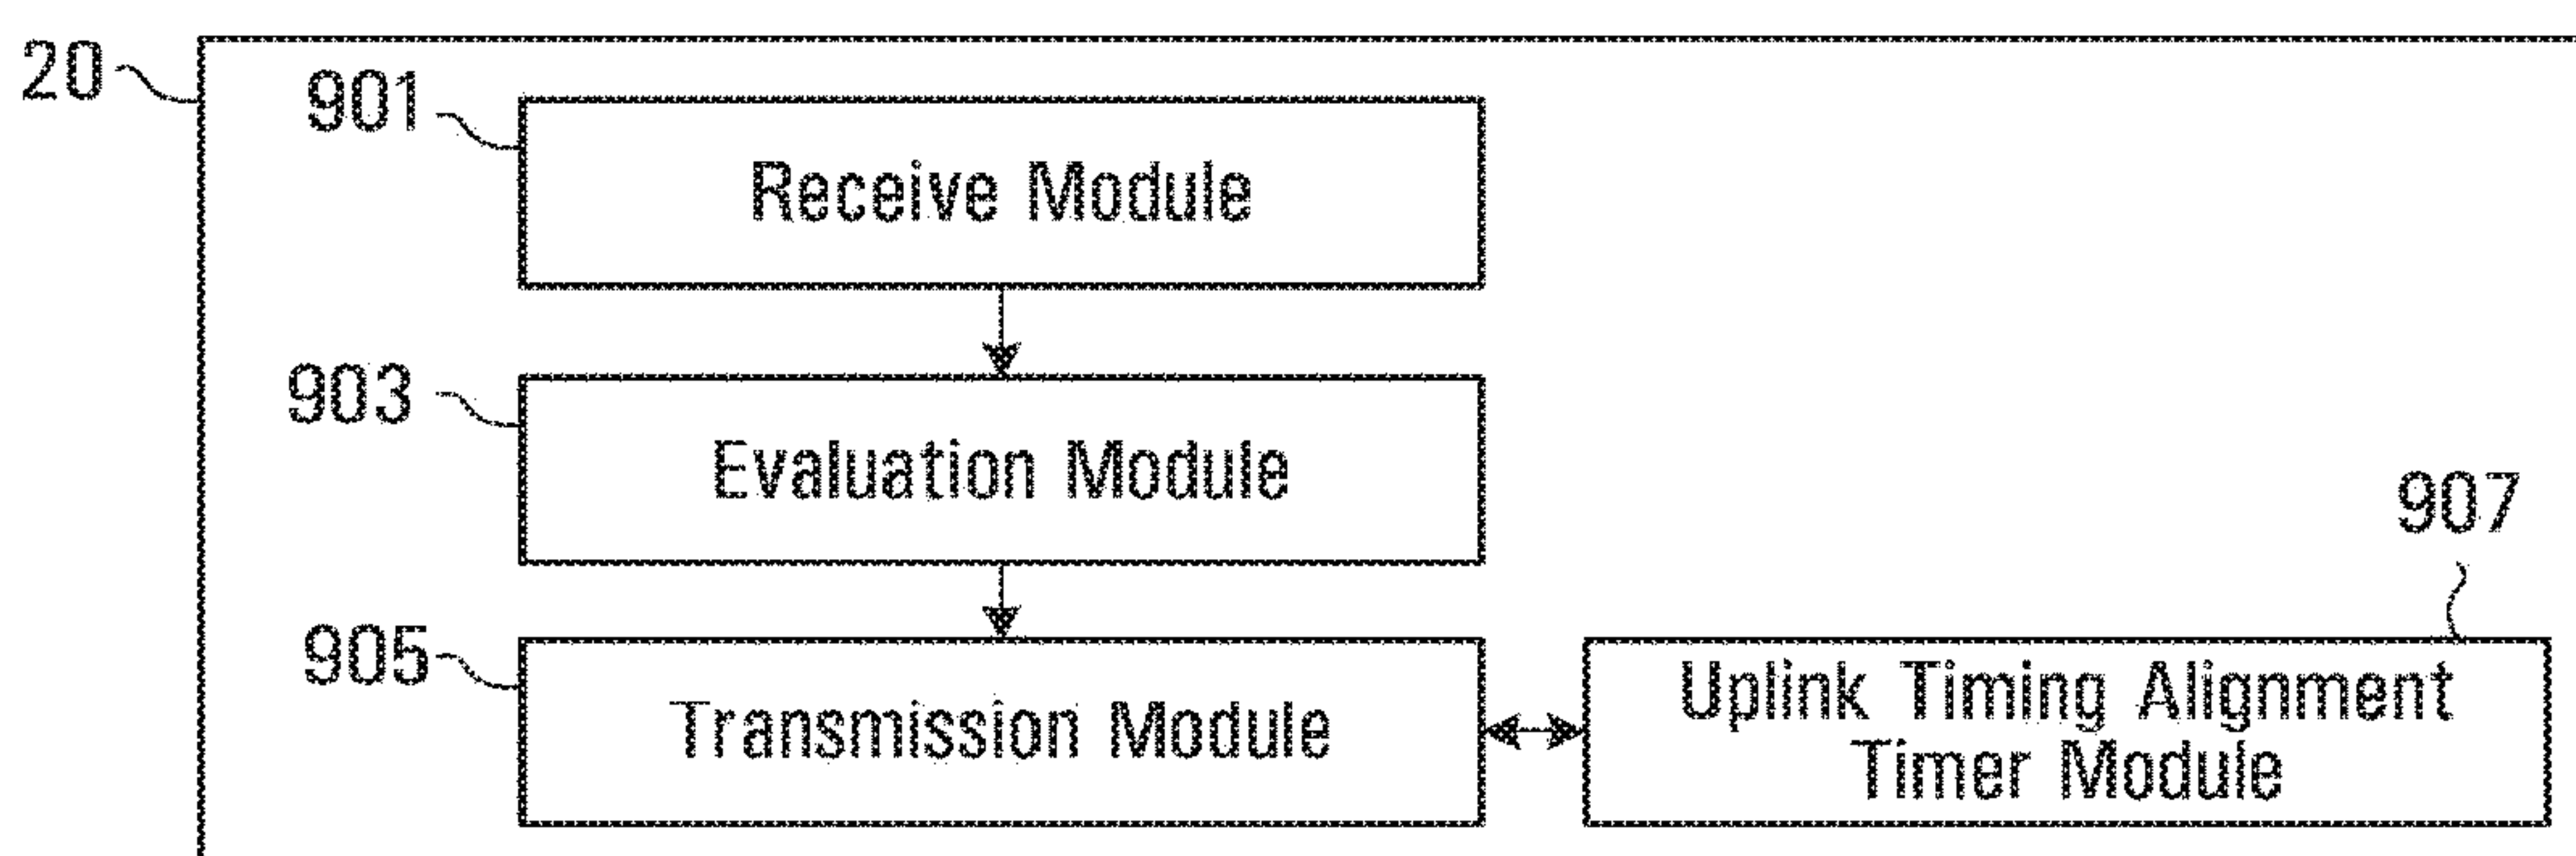 20
901
Receive Module
903
Evaluation Module
907
905
Transmission Module
Uplink Timing Alignment
Timer Module